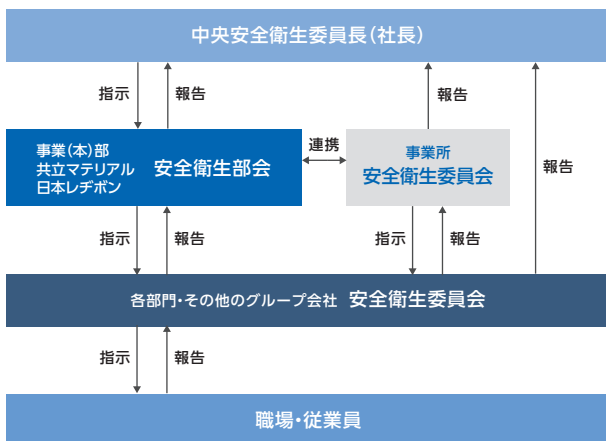 中央安全衛生委員長(社長)
指示
報告
報告
事業(本)部
共立マテリアル
日本レヂボン
安全衛生部会
連携
事業所
安全衛生委員会
報告
指示
報告
指示
報告
各部門・その他のグループ会社 安全衛生委員会
指示
報告
職場・従業員